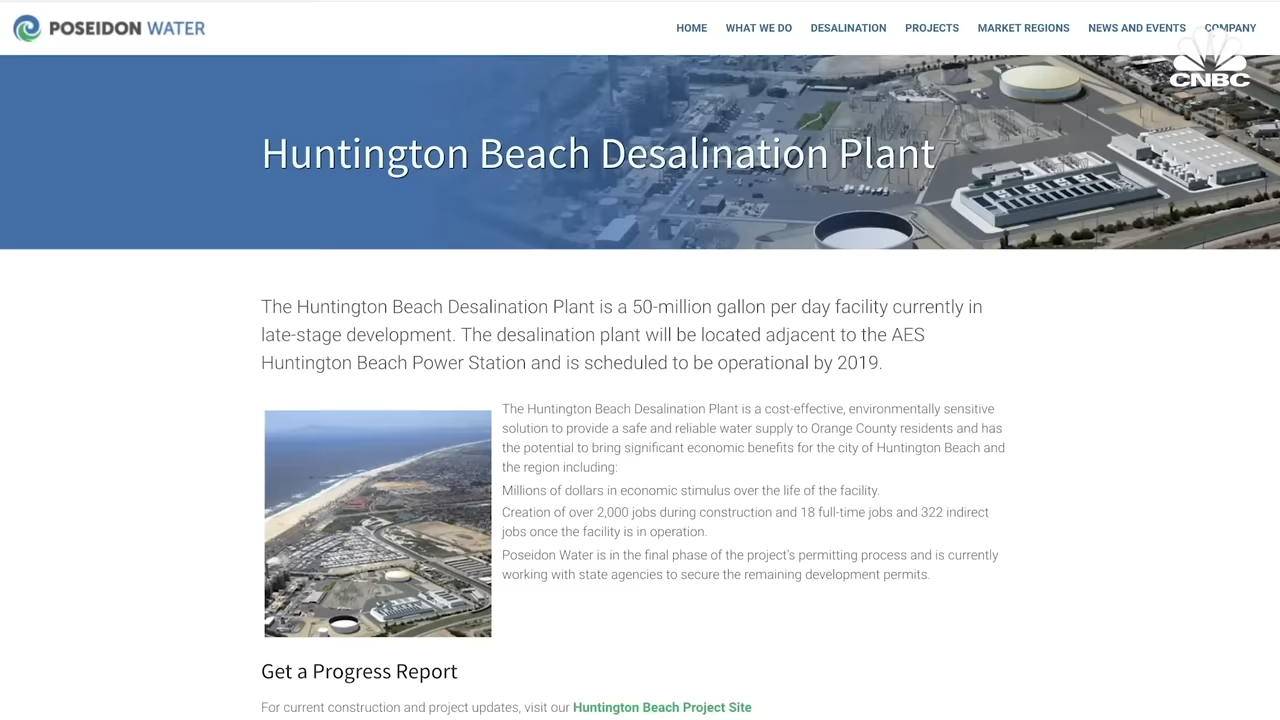 POSEIDON WATER
HOME WHAT WE DO DESALINATION PROJECTS MARKET REGIONS NEWS AND EVENTS COMPANY
CNBC
Huntington Beach Desalination Plant
The Huntington Beach Desalination Plant is a 50-million gallon per day facility currently in
late-stage development. The desalination plant will be located adjacent to the AES
Huntington Beach Power Station and is scheduled to be operational by 2019.
The Huntington Beach Desalination Plant is a cost-effective, environmentally sensitive
solution to provide a safe and reliable water supply to Orange County residents and has
the potential to bring significant economic benefits for the city of Huntington Beach and
the region including:
Millions of dollars in economic stimulus over the life of the facility.
Creation of over 2,000 jobs during construction and 18 full-time jobs and 322 indirect
jobs once the facility is in operation.
Poseidon Water is in the final phase of the project's permitting process and is currently
working with state agencies to secure the remaining development permits.
Get a Progress Report
For current construction and project updates, visit our Huntington Beach Project Site